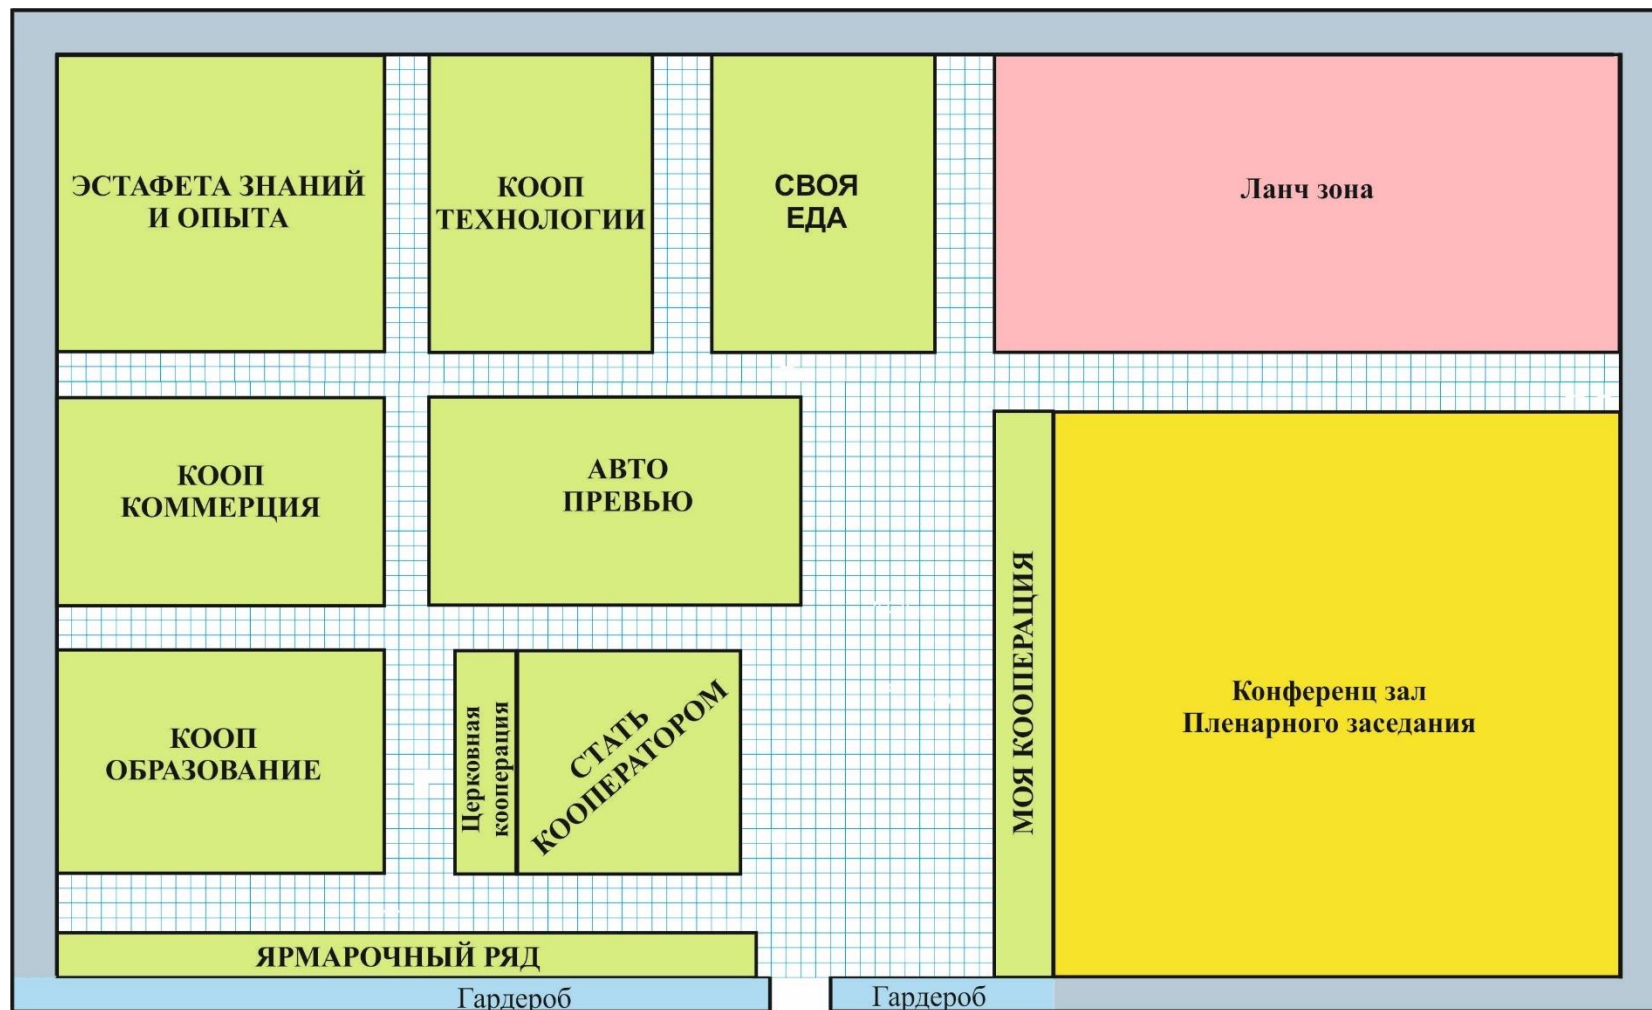 ЭСТАФЕТА ЗНАНИЙ
И ОПЫТА
КООП
ТЕХНОЛОГИИ
СВОЯ
ЕДА
Ланч зона
КООП
КОММЕРЦИЯ
АВТО
ПРЕВЬЮ
МОЯ КООПЕРАЦИЯ
Конференц зал
Пленарного заседания
КООП
ОБРАЗОВАНИЕ
Церковная
кооперация
СТАТЬ
КООПЕРАТОРОМ
ЯРМАРОЧНЫЙ РЯД
Гардероб
Гардероб